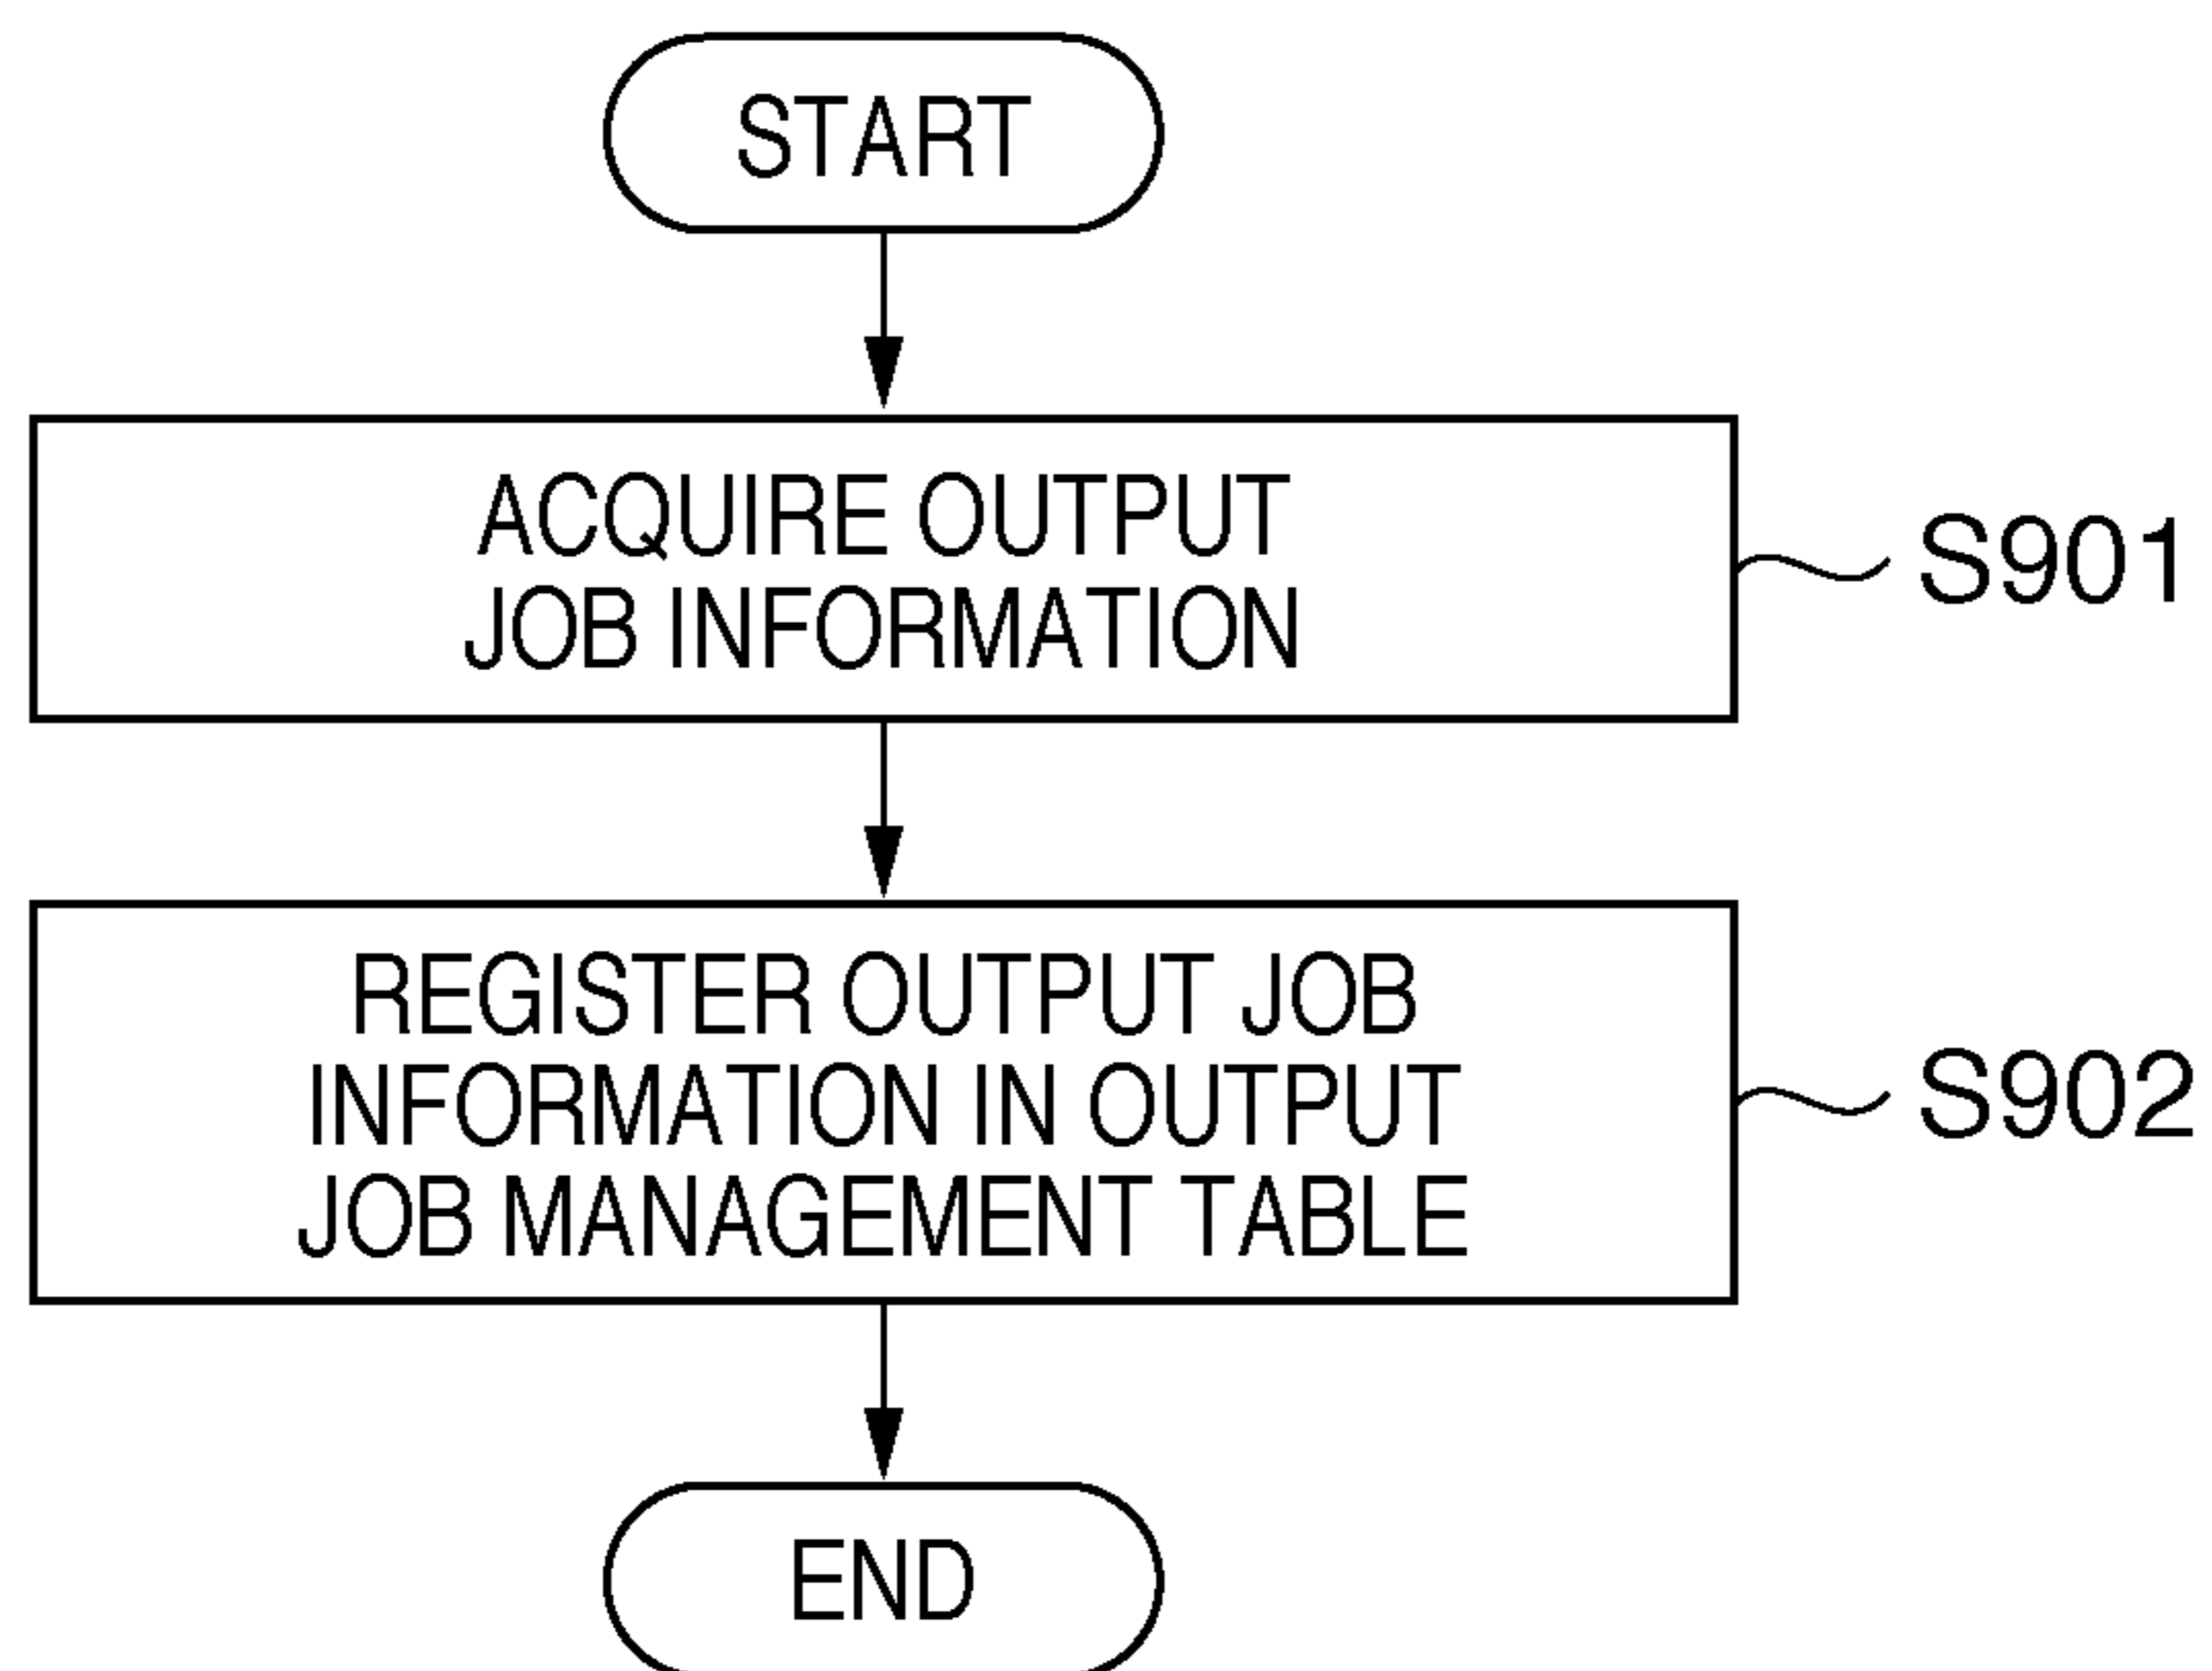 START
ACQUIRE OUTPUT
JOB INFORMATION
S901
REGISTER OUTPUT JOB
INFORMATION IN OUTPUT
JOB MANAGEMENT TABLE
S902
END